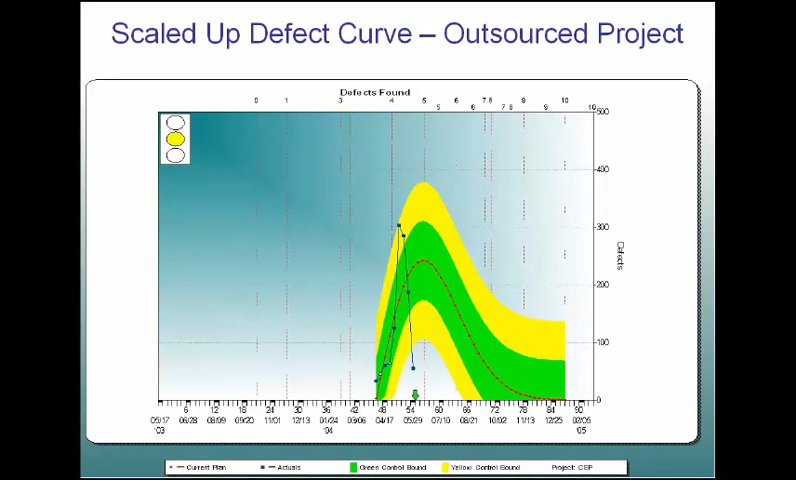 Scaled Up Defect Curve – Outsourced Project
Defects Found
0 1 3 4 5 6 7 8 9 10
5 6 7 8 9 10
500
400
300
200
100
0
Defects
6 12 18 24 30 36 42 48 54 60 66 72 78 84 90
05/17 06/28 08/09 09/20 11/01 12/13 01/24 03/06 04/17 05/29 07/10 08/21 10/02 11/13 12/25 02/05
'03 '04 '05
Current Plan Actuals Green Control Bound Yellow Control Bound Project: CEP